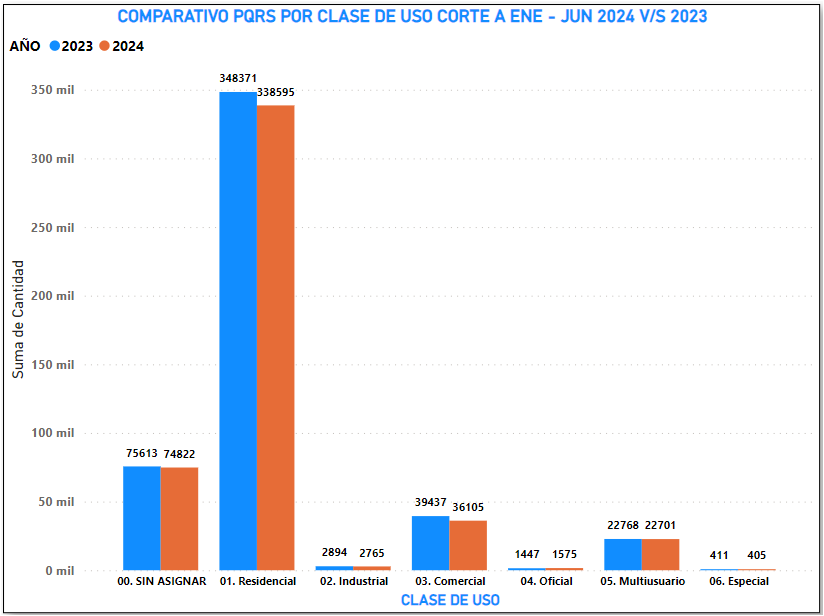 COMPARATIVO PQRS POR CLASE DE USO CORTE A ENE - JUN 2024 V/S 2023
AÑO 2023 2024
348371
338595
350 mil
300 mil
250 mil
200 mil
150 mil
100 mil
50 mil
0 mil
Suma de Cantidad
75613 74822
2894 2765
39437 36105
1447 1575
22768 22701
411 405
00. SIN ASIGNAR 01. Residencial 02. Industrial 03. Comercial 04. Oficial 05. Multiusuario 06. Especial
CLASE DE USO